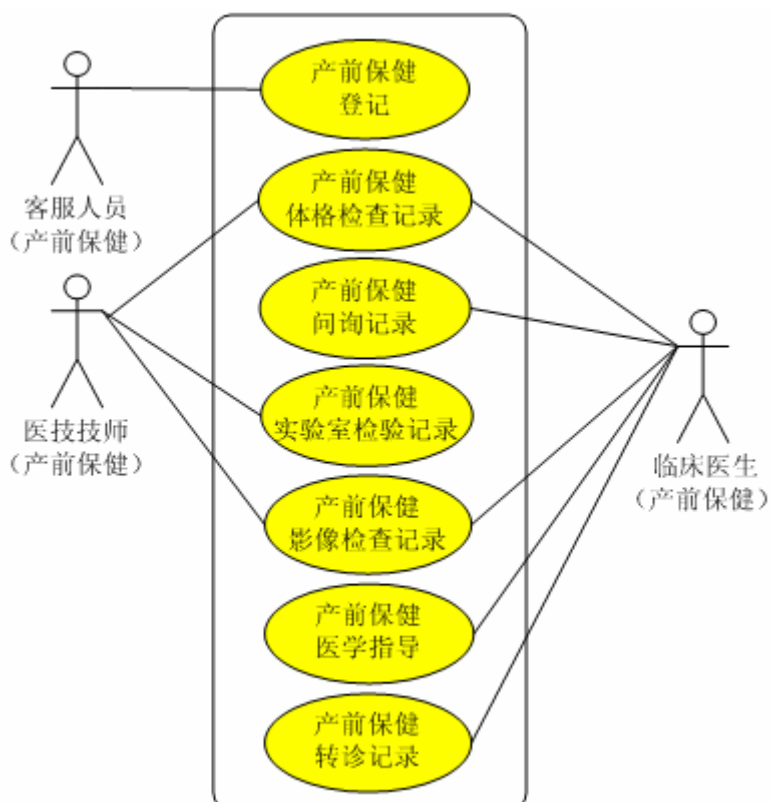 产前保健
登记
客服人员
（产前保健）
产前保健
体格检查记录
产前保健
问询记录
医技技师
（产前保健）
产前保健
实验室检验记录
临床医生
（产前保健）
产前保健
影像检查记录
产前保健
医学指导
产前保健
转诊记录